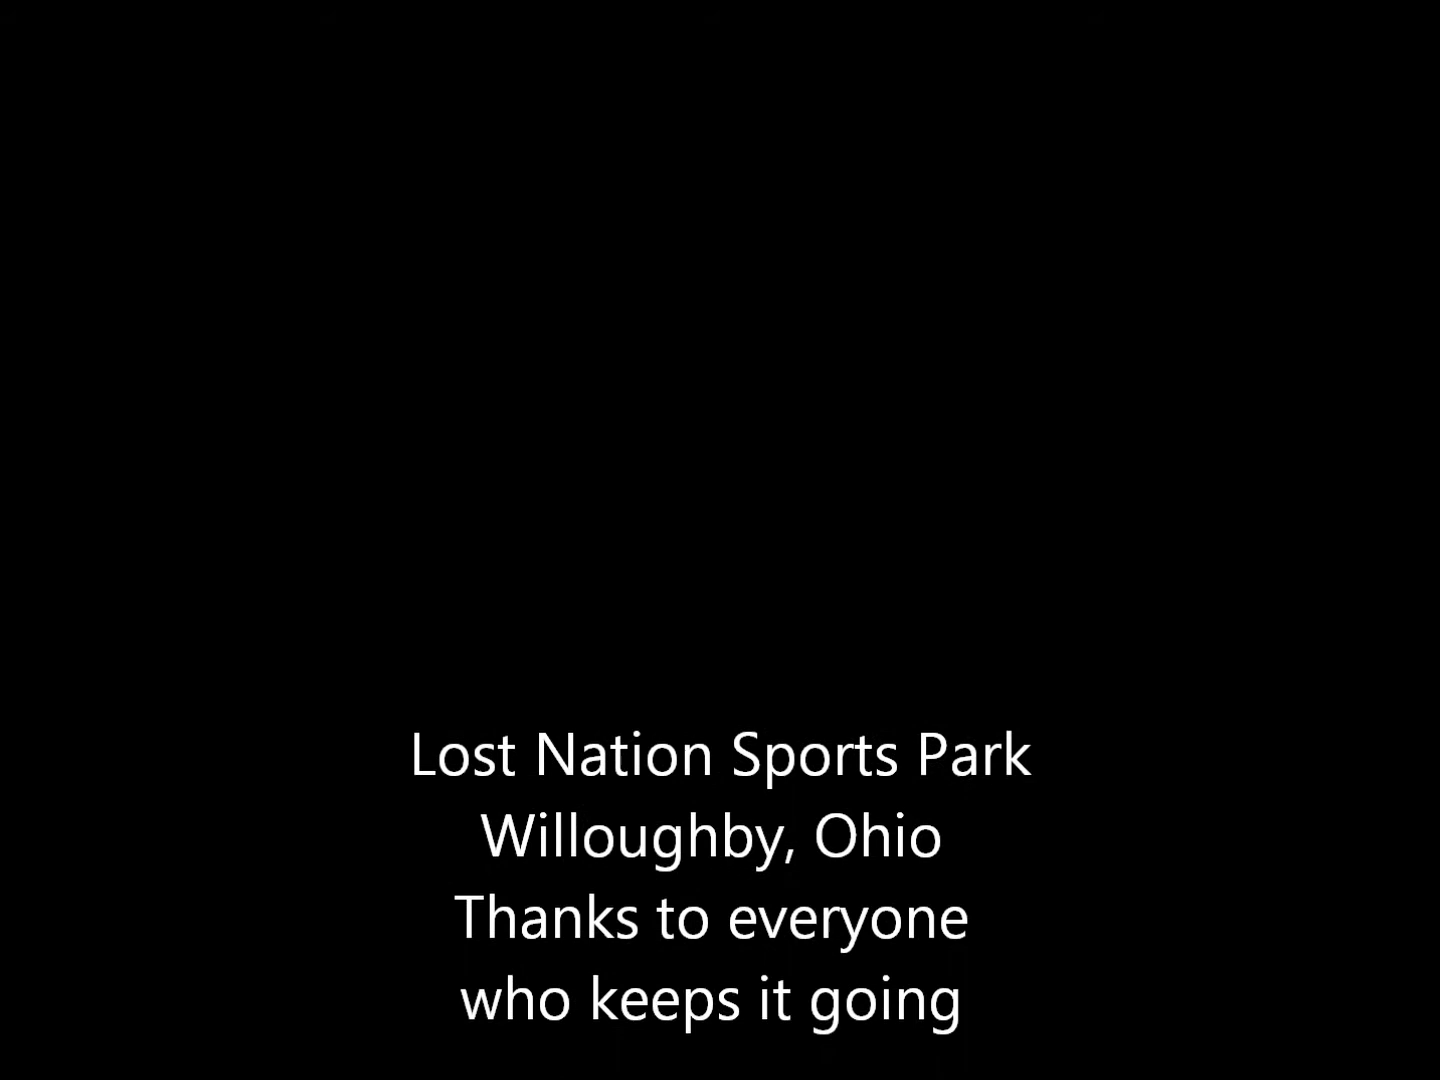 Lost Nation Sports Park
Willoughby, Ohio
Thanks to everyone
who keeps it going